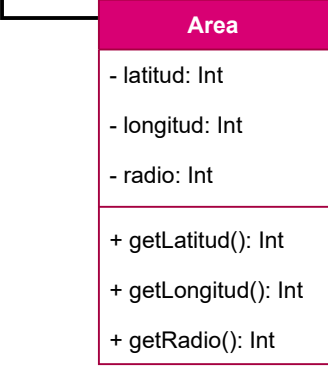 Area
- latitud: Int
- longitud: Int
- radio: Int
+ getLatitud(): Int
+ getLongitud(): Int
+ getRadio(): Int